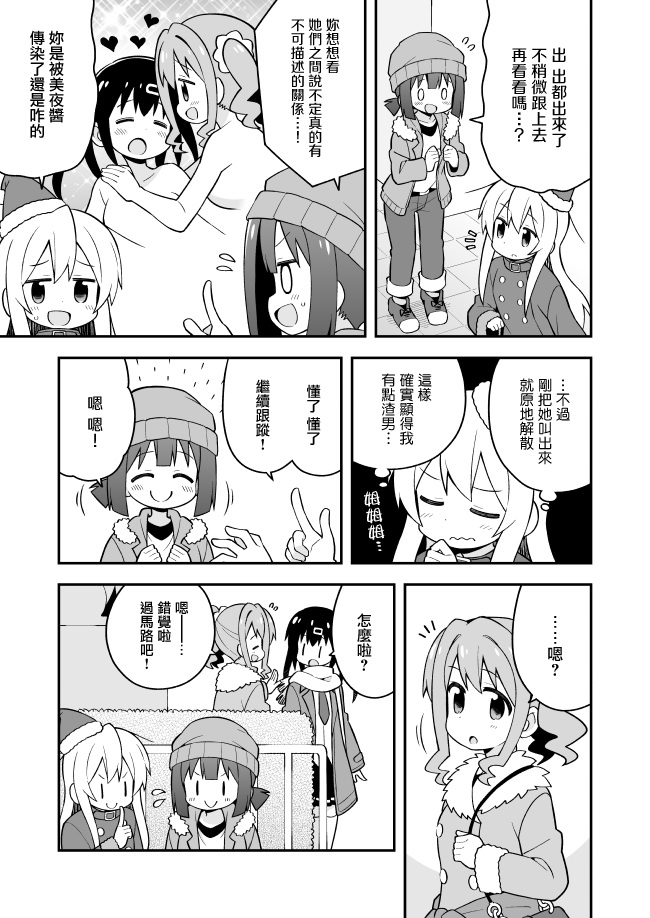 出 出都出來了
不稍微跟上去
再看看嗎…?
妳想想看
她們之間說不定真的有
不可描述的關係…!
妳是被美夜醬
傳染了還是咋的
…不過
剛把她叫出來
就原地解散
這樣
確實顯得我
有點渣男…
姆姆姆…
懂了 懂了
繼續跟蹤!
嗯 嗯!
……嗯?
怎麼啦?
嗯——
錯覺啦
過馬路吧!